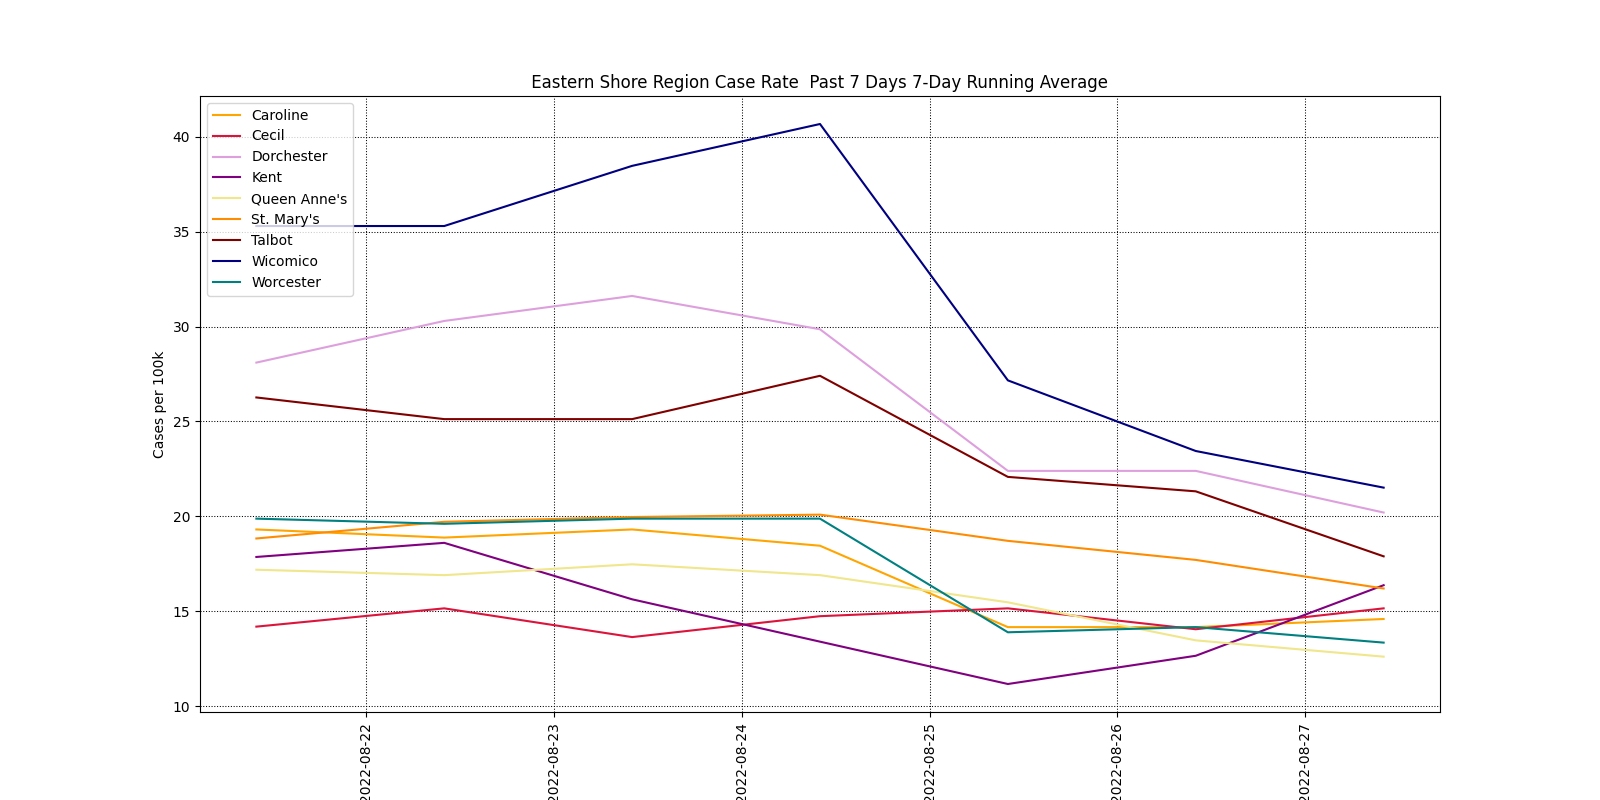 Eastern Shore Region Case Rate  Past 7 Days 7-Day Running Average
Caroline
Cecil
Dorchester
Kent
Queen Anne's
St. Mary's
Talbot
Wicomico
Worcester
40
35
30
25
20
15
10
Cases per 100k
2022-08-22
2022-08-23
2022-08-24
2022-08-25
2022-08-26
2022-08-27